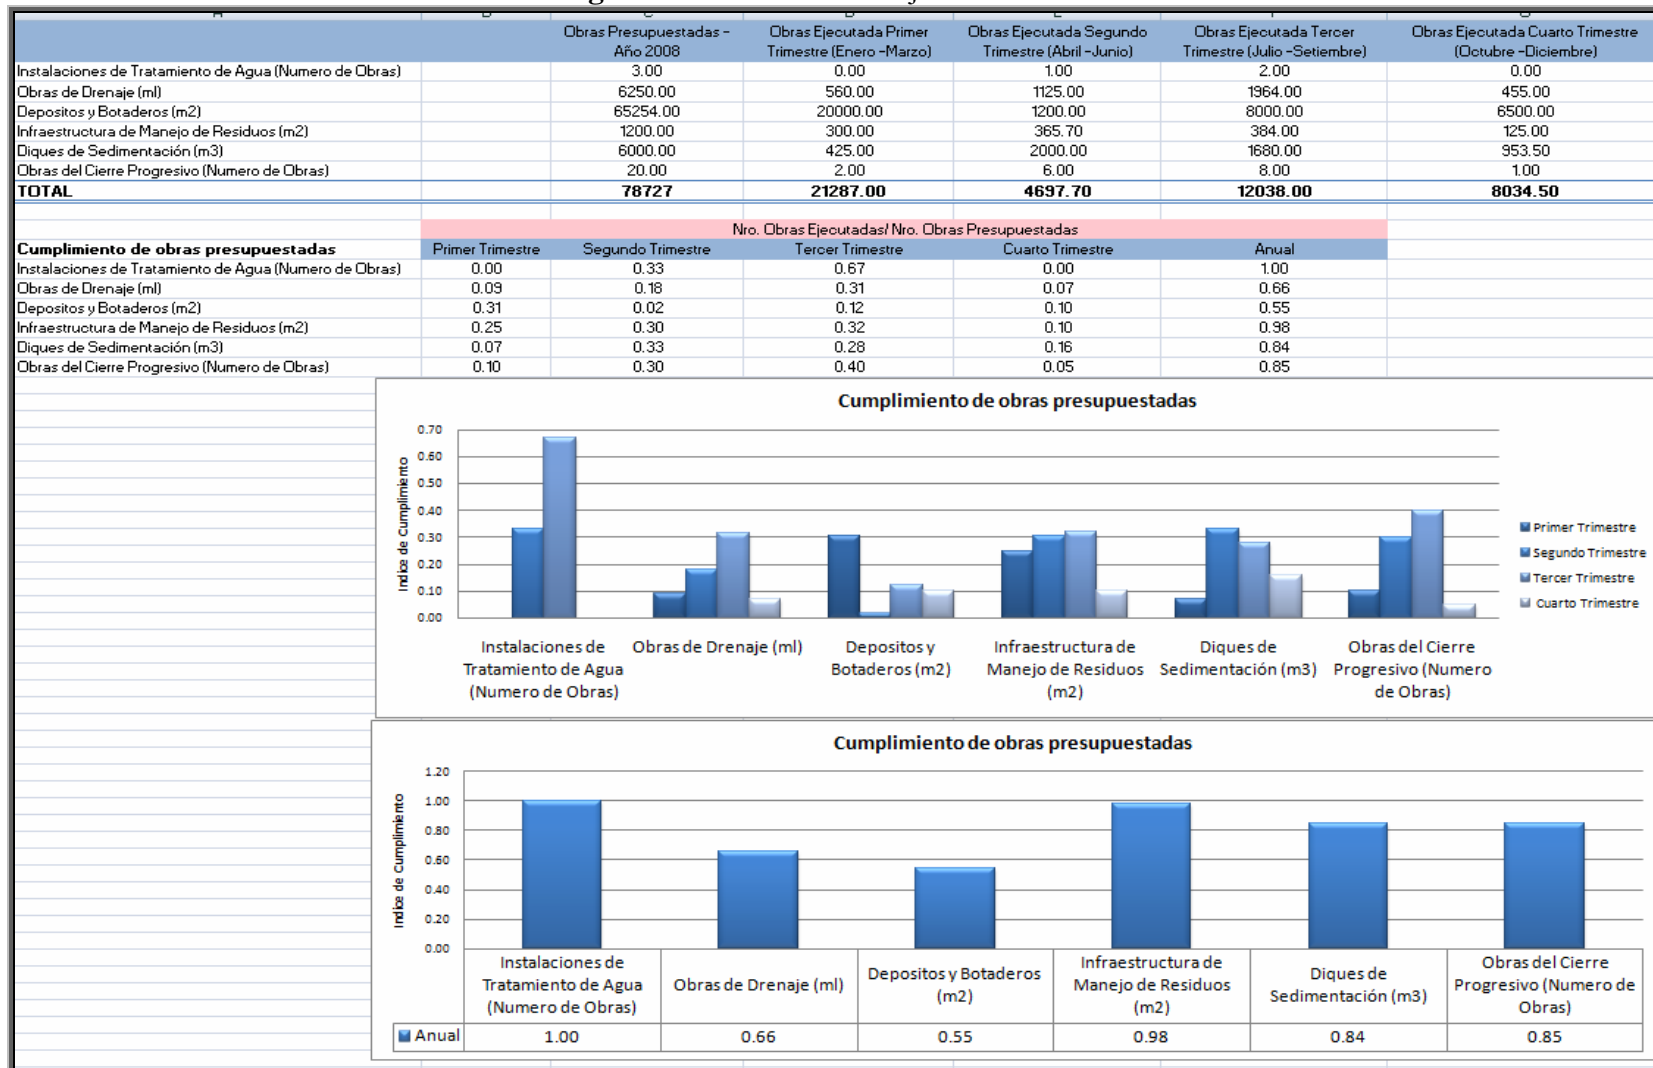 Obras Presupuestadas - Año 2008 Obras Ejecutada Primer Trimestre (Enero -Marzo) Obras Ejecutada Segundo Trimestre (Abril -Junio) Obras Ejecutada Tercer Trimestre (Julio -Setiembre) Obras Ejecutada Cuarto Trimestre (Octubre -Diciembre)
Instalaciones de Tratamiento de Agua (Numero de Obras) 3.00 0.00 1.00 2.00 0.00
Obras de Drenaje (ml) 6250.00 560.00 1125.00 1964.00 455.00
Depositos y Botaderos (m2) 65254.00 20000.00 1200.00 8000.00 6500.00
Infraestructura de Manejo de Residuos (m2) 1200.00 300.00 365.70 384.00 125.00
Diques de Sedimentación (m3) 6000.00 425.00 2000.00 1680.00 953.50
Obras del Cierre Progresivo (Numero de Obras) 20.00 2.00 6.00 8.00 1.00
TOTAL 78727 21287.00 4697.70 12038.00 8034.50
Nro. Obras Ejecutadas/ Nro. Obras Presupuestadas
Cumplimiento de obras presupuestadas Primer Trimestre Segundo Trimestre Tercer Trimestre Cuarto Trimestre Anual
Instalaciones de Tratamiento de Agua (Numero de Obras) 0.00 0.33 0.67 0.00 1.00
Obras de Drenaje (ml) 0.09 0.18 0.31 0.07 0.66
Depositos y Botaderos (m2) 0.31 0.02 0.12 0.10 0.55
Infraestructura de Manejo de Residuos (m2) 0.25 0.30 0.32 0.10 0.98
Diques de Sedimentación (m3) 0.07 0.33 0.28 0.16 0.84
Obras del Cierre Progresivo (Numero de Obras) 0.10 0.30 0.40 0.05 0.85
Cumplimiento de obras presupuestadas
Indice de Cumplimiento
0.70
0.60
0.50
0.40
0.30
0.20
0.10
0.00
Instalaciones de Tratamiento de Agua (Numero de Obras)
Obras de Drenaje (ml)
Depositos y Botaderos (m2)
Infraestructura de Manejo de Residuos (m2)
Diques de Sedimentación (m3)
Obras del Cierre Progresivo (Numero de Obras)
Primer Trimestre
Segundo Trimestre
Tercer Trimestre
Cuarto Trimestre
Cumplimiento de obras presupuestadas
Indice de Cumplimiento
1.20
1.00
0.80
0.60
0.40
0.20
0.00
Instalaciones de Tratamiento de Agua (Numero de Obras)
Obras de Drenaje (ml)
Depositos y Botaderos (m2)
Infraestructura de Manejo de Residuos (m2)
Diques de Sedimentación (m3)
Obras del Cierre Progresivo (Numero de Obras)
Anual 1.00 0.66 0.55 0.98 0.84 0.85